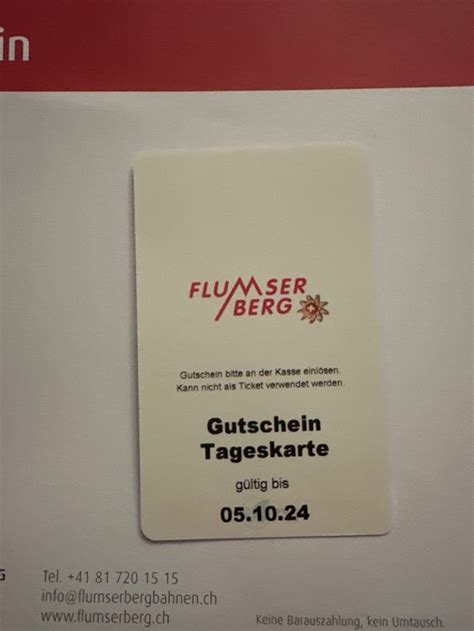 in
FLUMSER
BERG
Gutschein bitte an der Kasse einlösen.
Kann nicht als Ticket verwendet werden.
Gutschein
Tageskarte
gültig bis
05.10.24
G
Tel. +41 81 720 15 15
info@flumserbergbahnen.ch
www.flumserberg.ch
Keine Barauszahlung, kein Umtausch.